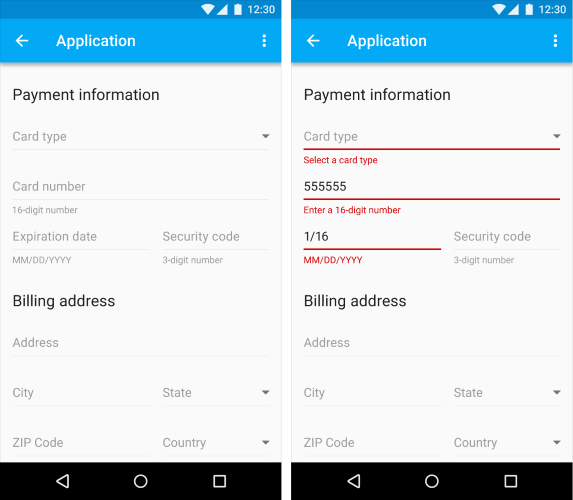 12:30
Application
Payment information
Card type
Card number
16-digit number
Expiration date Security code
MM/DD/YYYY 3-digit number
Billing address
Address
City State
ZIP Code Country
12:30
Application
Payment information
Card type
Select a card type
555555
Enter a 16-digit number
1/16 Security code
MM/DD/YYYY 3-digit number
Billing address
Address
City State
ZIP Code Country